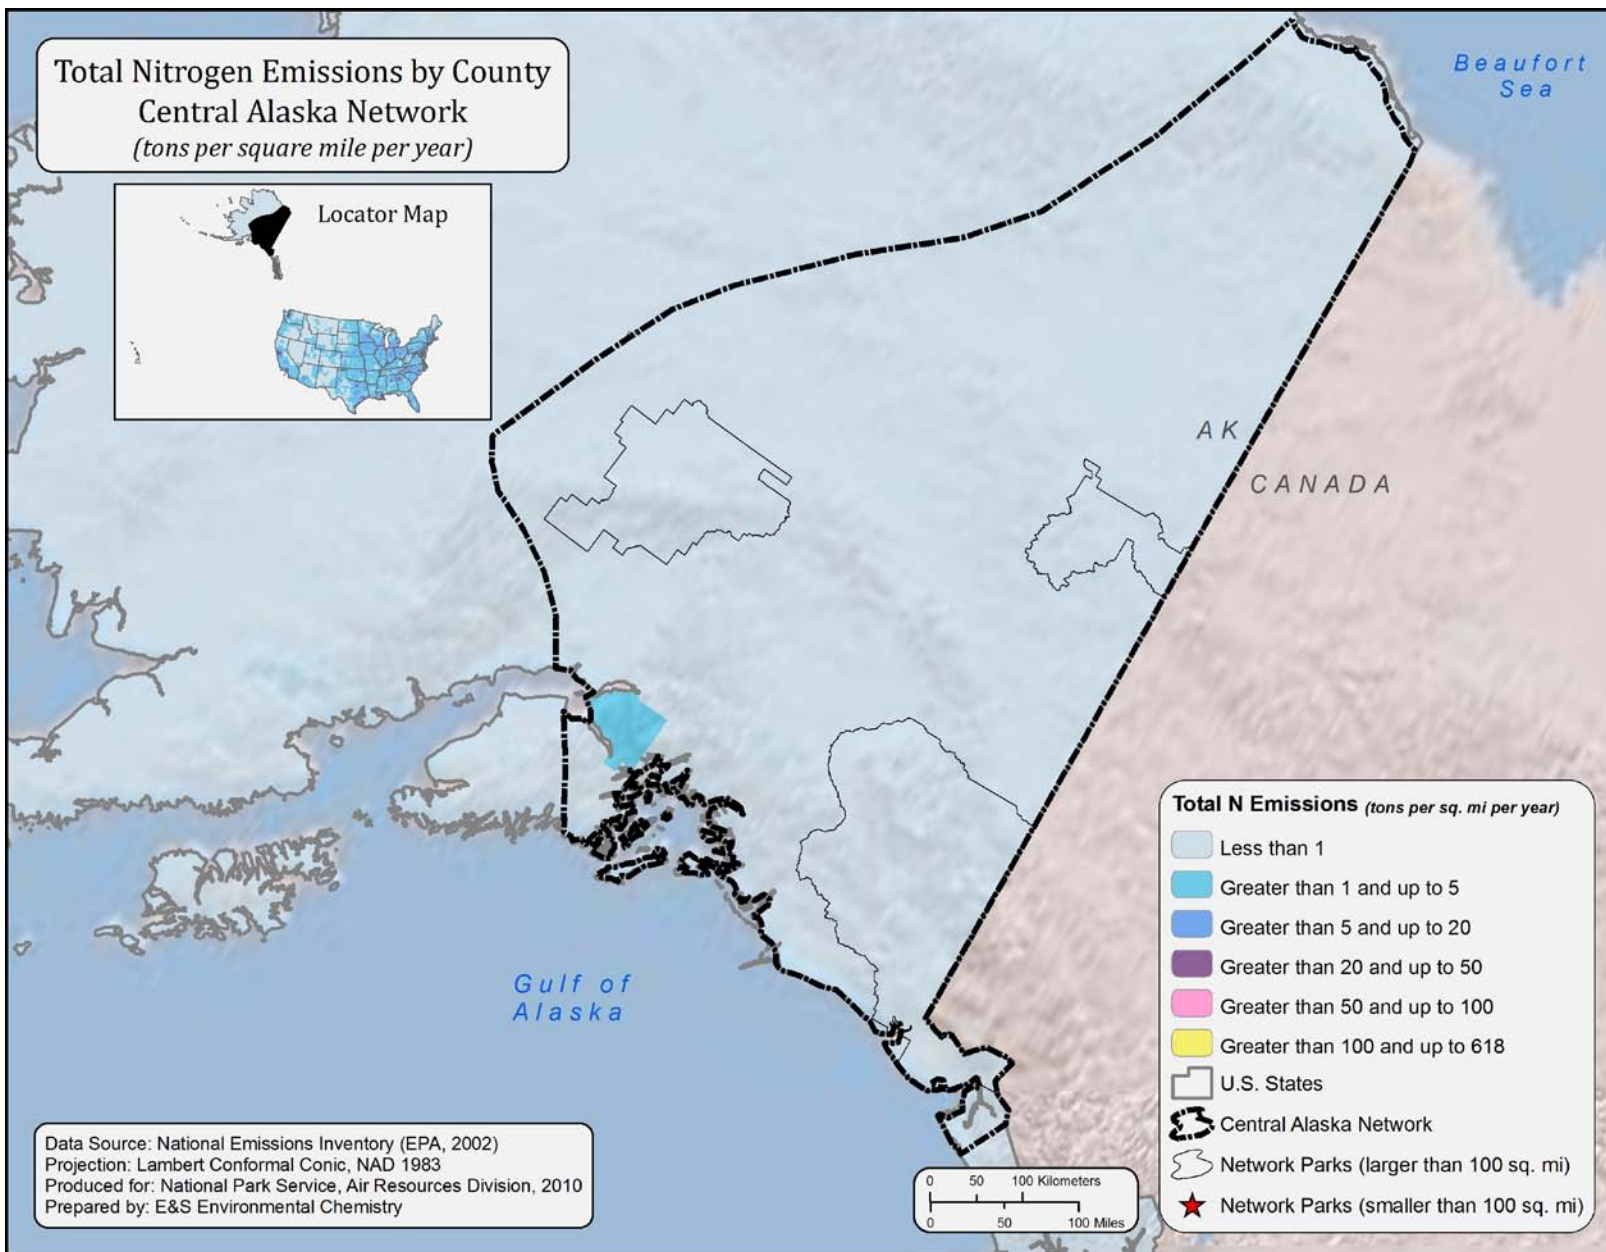 Total Nitrogen Emissions by County
Central Alaska Network
(tons per square mile per year)
Locator Map
Beaufort
Sea
AK
CANADA
Gulf of
Alaska
Total N Emissions (tons per sq. mi per year)
Less than 1
Greater than 1 and up to 5
Greater than 5 and up to 20
Greater than 20 and up to 50
Greater than 50 and up to 100
Greater than 100 and up to 618
U.S. States
Central Alaska Network
Network Parks (larger than 100 sq. mi)
Network Parks (smaller than 100 sq. mi)
Data Source: National Emissions Inventory (EPA, 2002)
Projection: Lambert Conformal Conic, NAD 1983
Produced for: National Park Service, Air Resources Division, 2010
Prepared by: E&S Environmental Chemistry
0 50 100 Kilometers
0 50 100 Miles